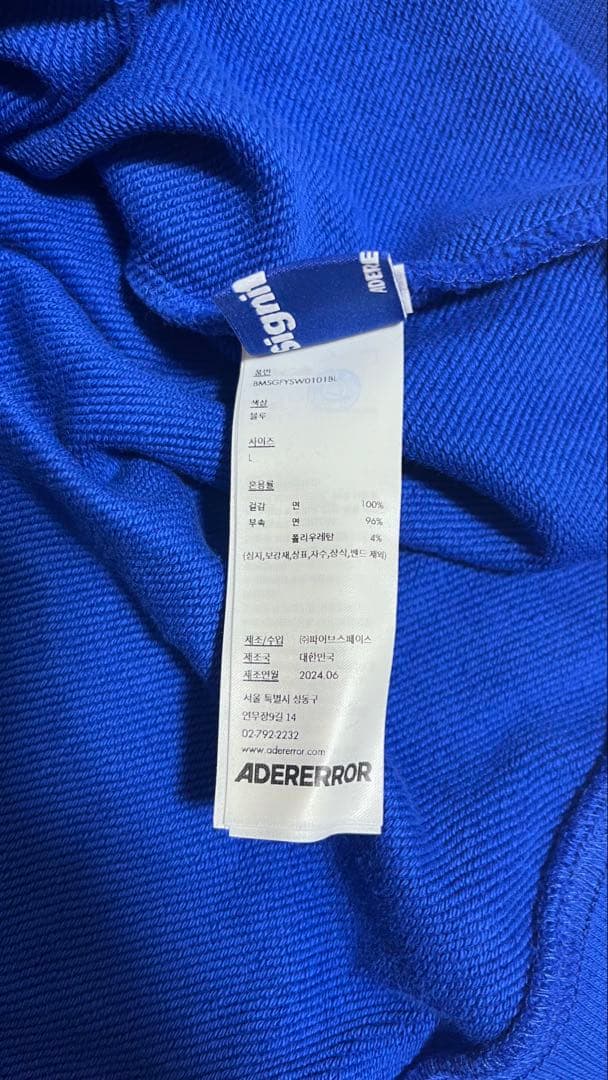 signifi
ADERE
품번
BMSGFYSW0101BL
색상
블루
사이즈
L
혼용률
겉감 면 100%
부속 면 96%
폴리우레탄 4%
(심지,보강재,상표,자수,장식,밴드 제외)
제조/수입 ㈜파이브스페이스
제조국 대한민국
제조연월 2024.06
서울 특별시 성동구
연무장9길 14
02-792-2232
www.adererror.com
ADERERROR